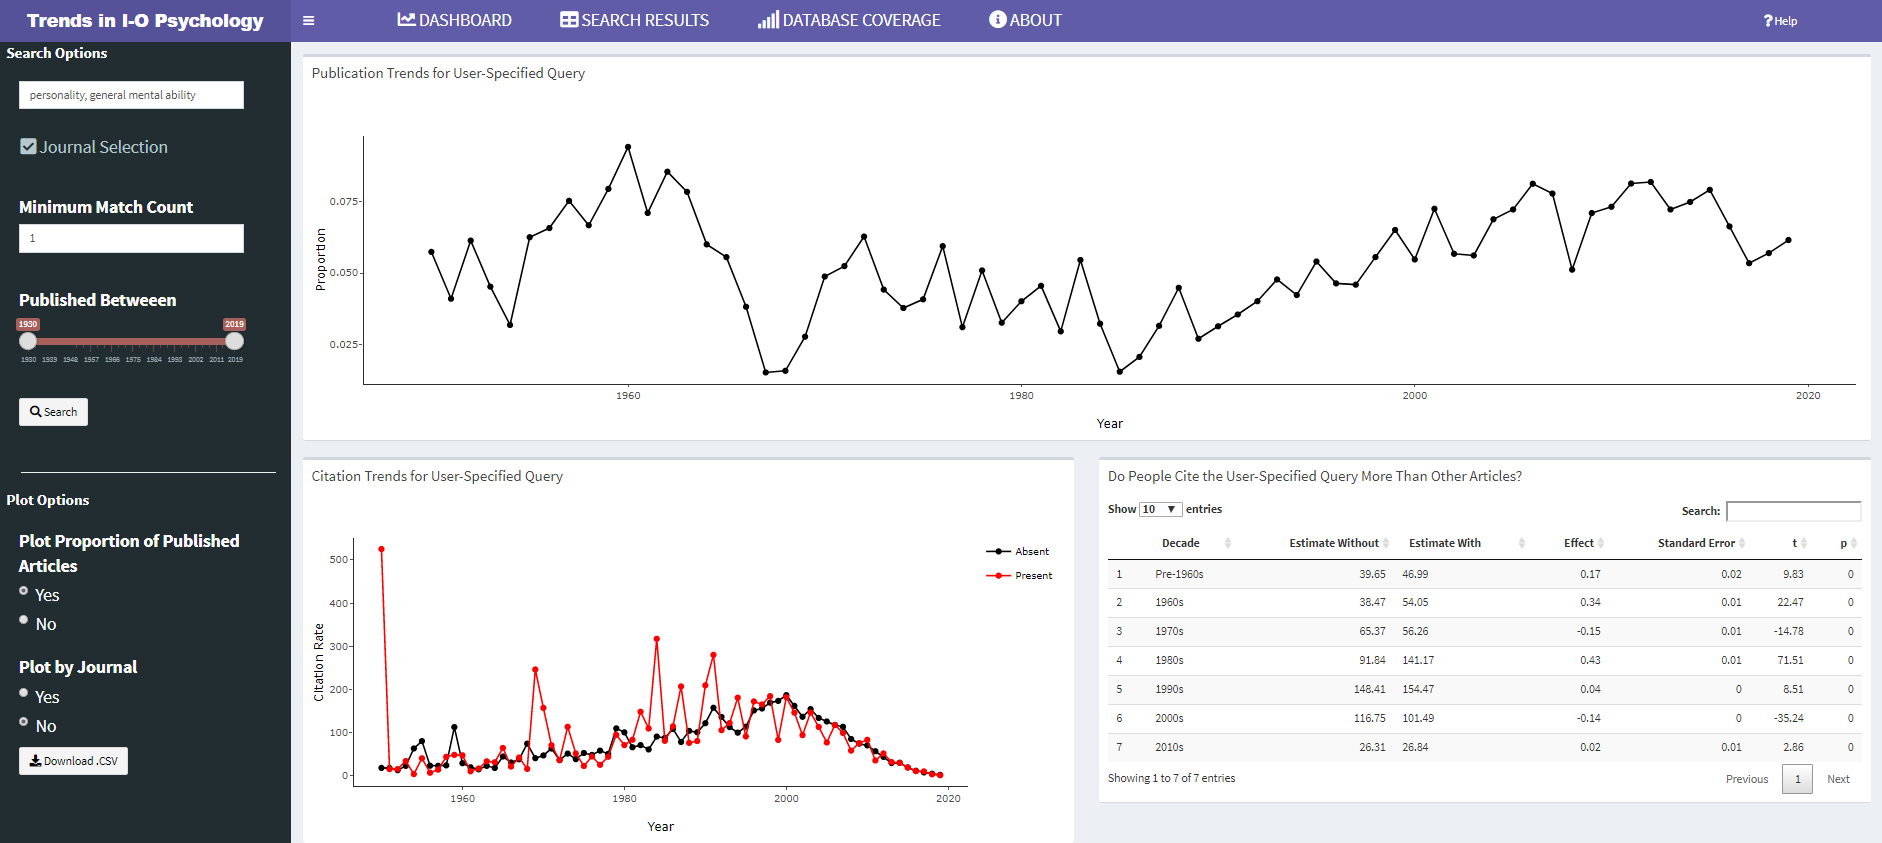 Trends in I-O Psychology
DASHBOARD
SEARCH RESULTS
DATABASE COVERAGE
ABOUT
Help
Search Options
personality, general mental ability
Journal Selection
Minimum Match Count
1
Published Betweeen
1930
2019
1930 1939 1948 1957 1966 1975 1984 1993 2002 2011 2019
Search
Plot Options
Plot Proportion of Published
Articles
Yes
No
Plot by Journal
Yes
No
Download .CSV
Publication Trends for User-Specified Query
Proportion
0.075
0.050
0.025
1960 1980 2000 2020
Year
Citation Trends for User-Specified Query
Citation Rate
500
400
300
200
100
0
1960 1980 2000 2020
Year
Absent
Present
Do People Cite the User-Specified Query More Than Other Articles?
Show 10 entries
Search:
Decade Estimate Without Estimate With Effect Standard Error t p
1 Pre-1960s 39.65 46.99 0.17 0.02 9.83 0
2 1960s 38.47 54.05 0.34 0.01 22.47 0
3 1970s 65.37 56.26 -0.15 0.01 -14.78 0
4 1980s 91.84 141.17 0.43 0.01 71.51 0
5 1990s 148.41 154.47 0.04 0 8.51 0
6 2000s 116.75 101.49 -0.14 0 -35.24 0
7 2010s 26.31 26.84 0.02 0.01 2.86 0
Showing 1 to 7 of 7 entries
Previous 1 Next